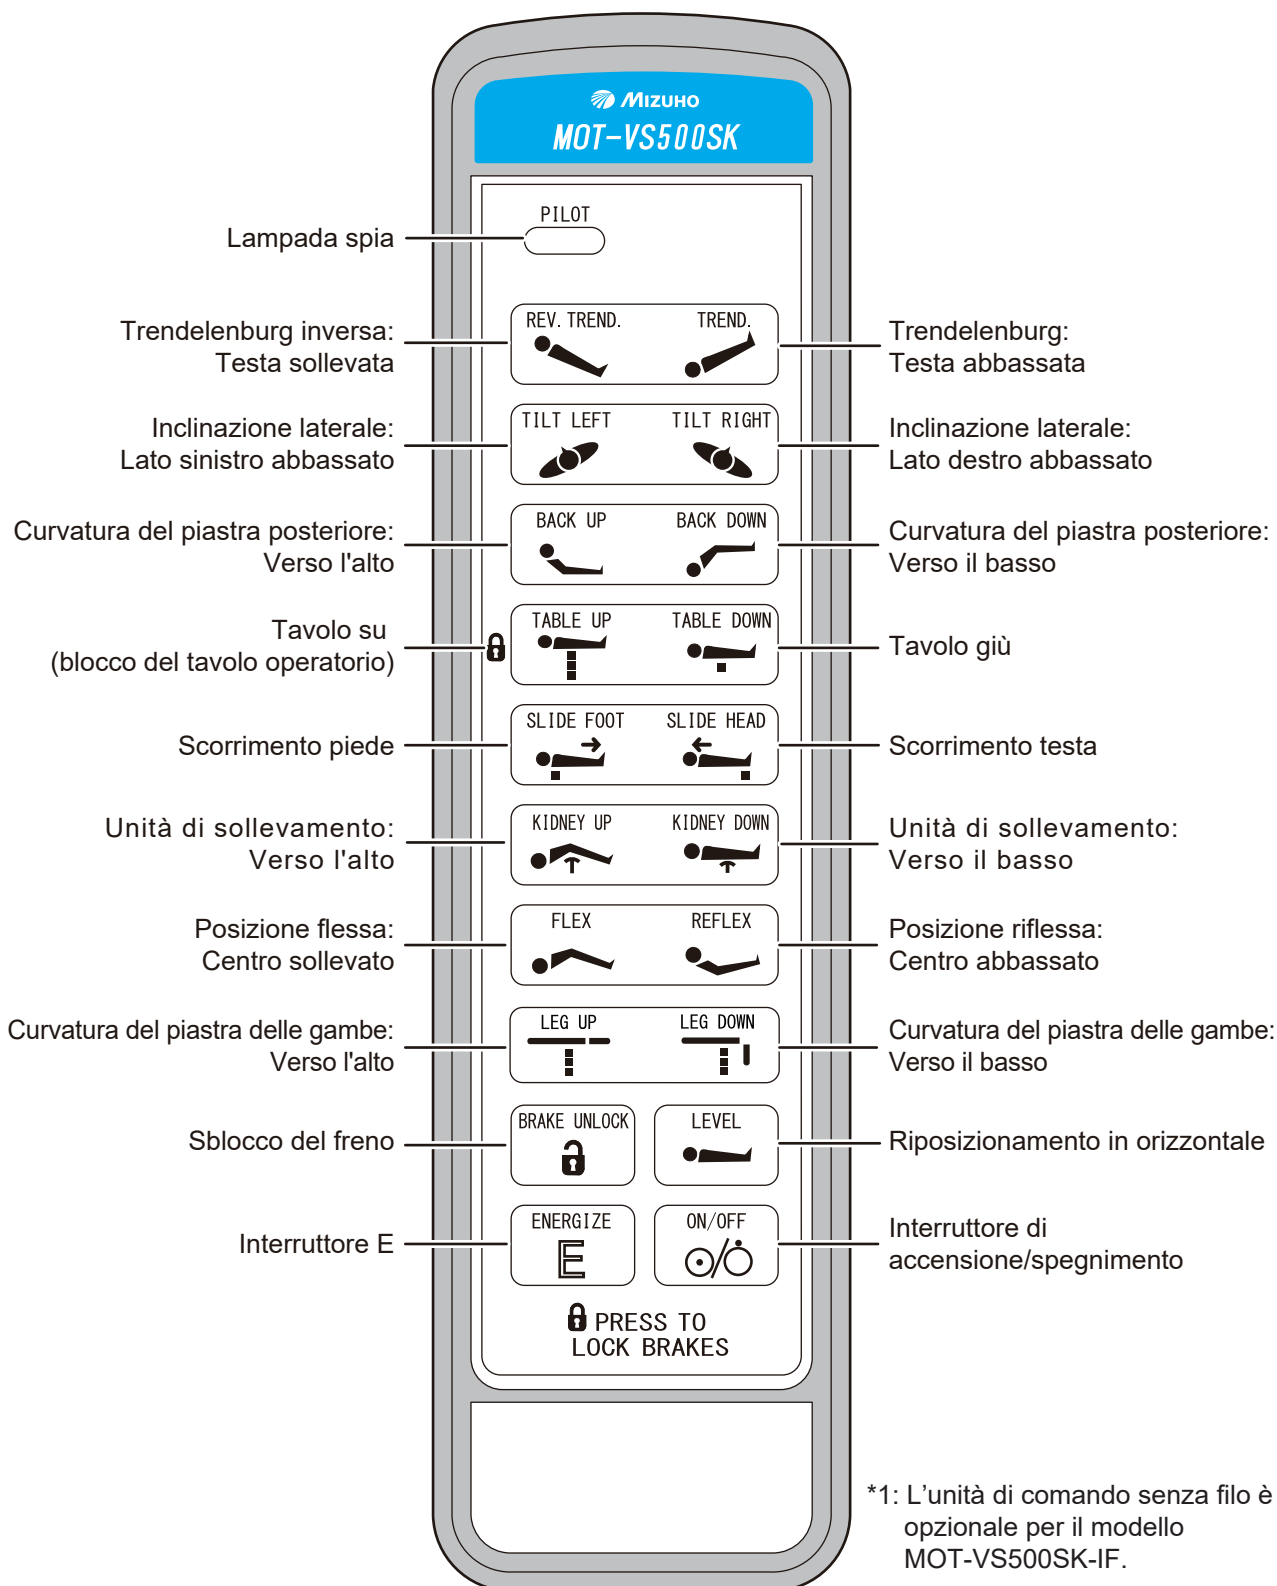 MIZUHO
MOT-VS500SK
PILOT
Lampada spia
Trendelenburg inversa:
Testa sollevata
REV. TREND.
TREND.
Trendelenburg:
Testa abbassata
Inclinazione laterale:
Lato sinistro abbassato
TILT LEFT
TILT RIGHT
Inclinazione laterale:
Lato destro abbassato
Curvatura del piastra posteriore:
Verso l'alto
BACK UP
BACK DOWN
Curvatura del piastra posteriore:
Verso il basso
Tavolo su
(blocco del tavolo operatorio)
TABLE UP
TABLE DOWN
Tavolo giù
Scorrimento piede
SLIDE FOOT
SLIDE HEAD
Scorrimento testa
Unità di sollevamento:
Verso l'alto
KIDNEY UP
KIDNEY DOWN
Unità di sollevamento:
Verso il basso
Posizione flessa:
Centro sollevato
FLEX
REFLEX
Posizione riflessa:
Centro abbassato
Curvatura del piastra delle gambe:
Verso l'alto
LEG UP
LEG DOWN
Curvatura del piastra delle gambe:
Verso il basso
Sblocco del freno
BRAKE UNLOCK
LEVEL
Riposizionamento in orizzontale
Interruttore E
ENERGIZE
E
ON/OFF
Interruttore di
accensione/spegnimento
PRESS TO
LOCK BRAKES
*1: L’unità di comando senza filo è
opzionale per il modello
MOT-VS500SK-IF.